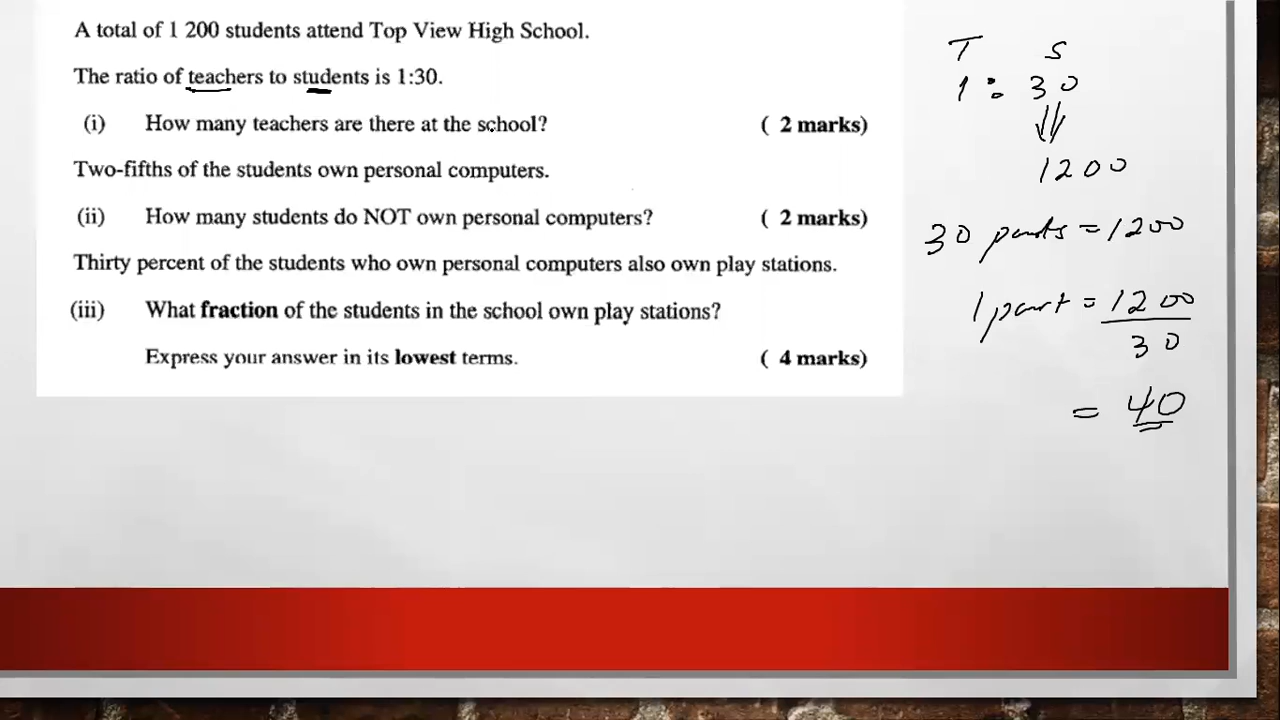 A total of 1 200 students attend Top View High School.
The ratio of teachers to students is 1:30.
(i) How many teachers are there at the school? ( 2 marks)
Two-fifths of the students own personal computers.
(ii) How many students do NOT own personal computers? ( 2 marks)
Thirty percent of the students who own personal computers also own play stations.
(iii) What fraction of the students in the school own play stations?
Express your answer in its lowest terms. ( 4 marks)
T S
1 : 30
1200
30 parts = 1200
1 part = 1200
30
= 40